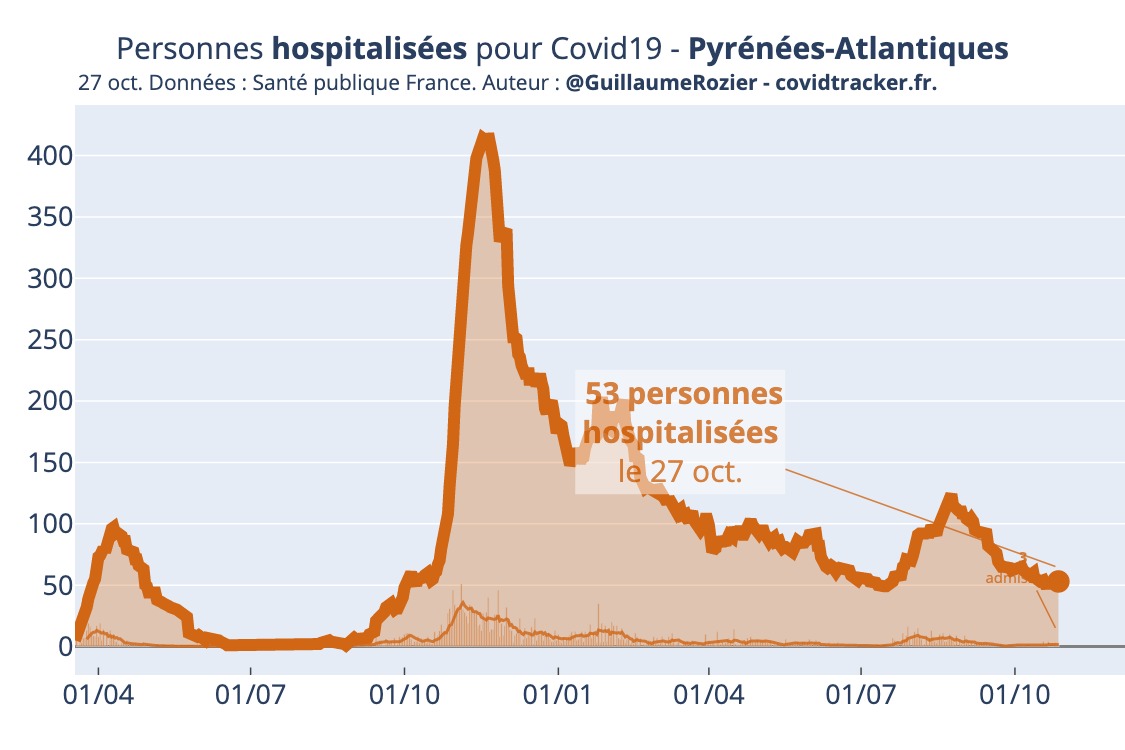 Personnes hospitalisées pour Covid19 - Pyrénées-Atlantiques
27 oct. Données : Santé publique France. Auteur : @GuillaumeRozier - covidtracker.fr.
400
350
300
250
200
150
100
50
0
53 personnes
hospitalisées
le 27 oct.
3
01/04 01/07 01/10 01/01 01/04 01/07 01/10